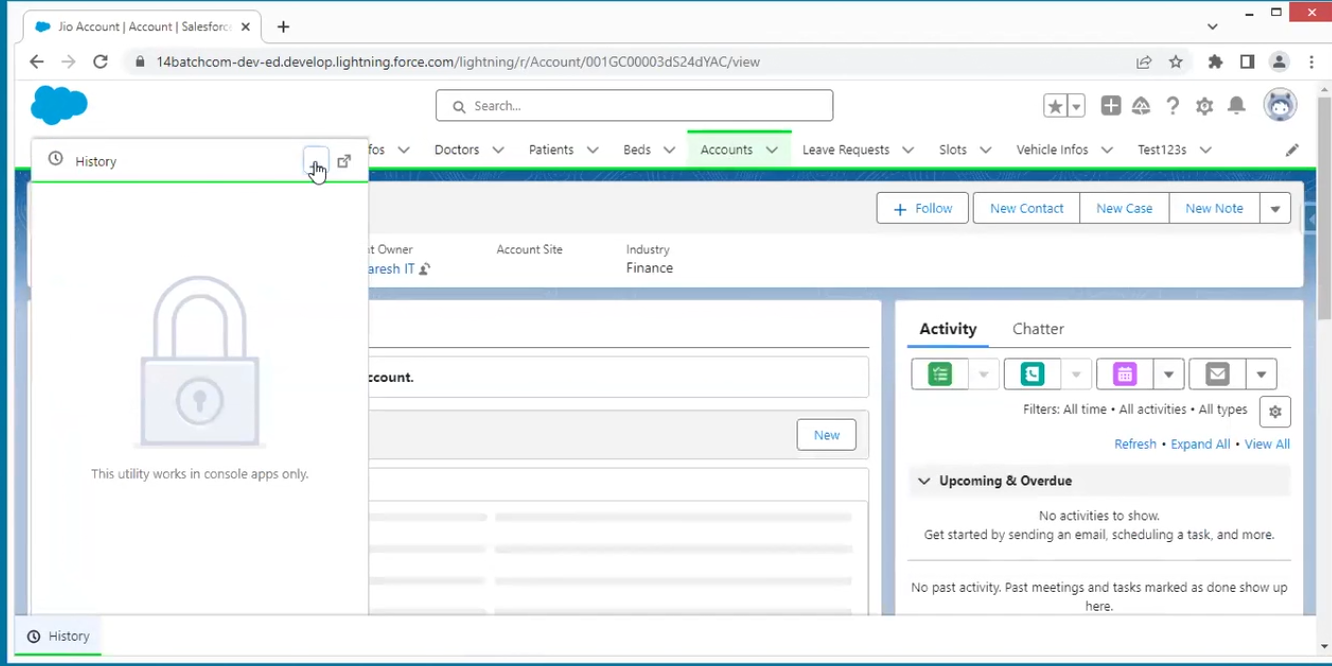 Jio Account | Account | Salesforc
14batchcom-dev-ed.develop.lightning.force.com/lightning/r/Account/001GC00003dS24dYAC/view
Search...
History
fos Doctors Patients Beds Accounts Leave Requests Slots Vehicle Infos Test123s
Follow New Contact New Case New Note
t Owner Account Site Industry
aresh IT Finance
Activity Chatter
ccount.
Filters: All time • All activities • All types
New
Refresh • Expand All • View All
This utility works in console apps only.
Upcoming & Overdue
No activities to show.
Get started by sending an email, scheduling a task, and more.
No past activity. Past meetings and tasks marked as done show up
here.
History